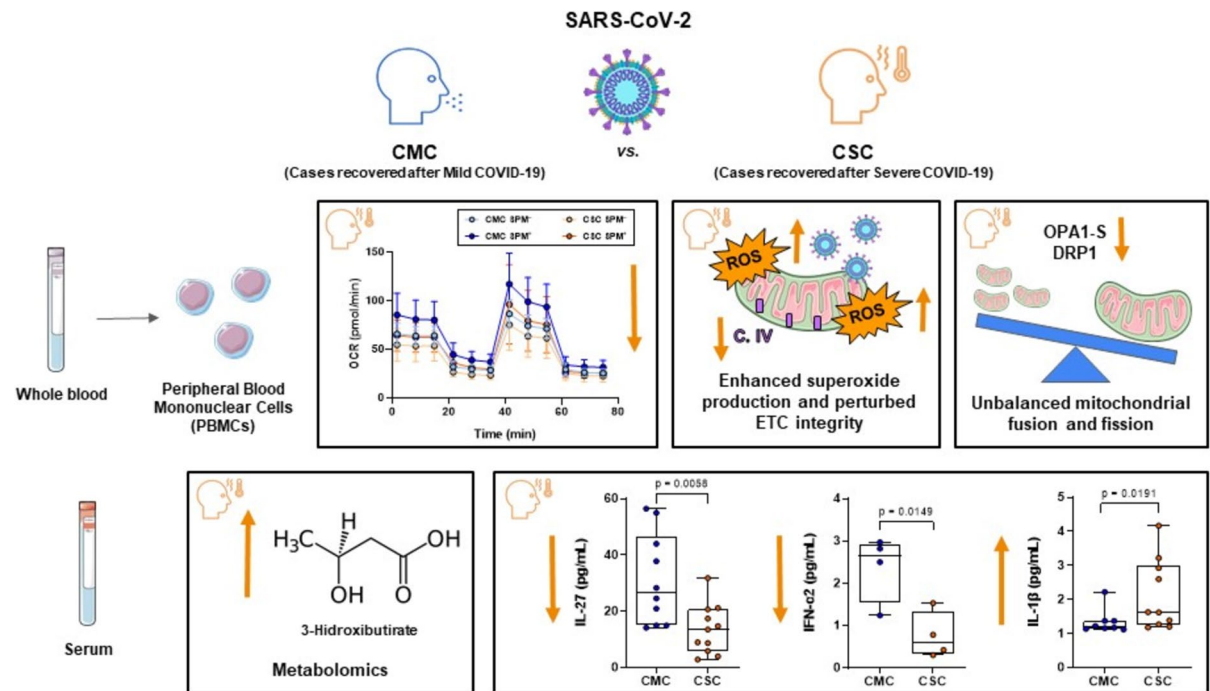 SARS-CoV-2
CMC
vs.
CSC
(Cases recovered after Mild COVID-19)
(Cases recovered after Severe COVID-19)
Whole blood
Peripheral Blood
Mononuclear Cells
(PBMCs)
CMC SPM⁻
CSC SPM⁻
CMC SPM⁺
CSC SPM⁺
OCR (pmol/min)
150
100
50
0
0
20
40
60
80
Time (min)
ROS
ROS
C. IV
Enhanced superoxide
production and perturbed
ETC integrity
OPA1-S
DRP1
Unbalanced mitochondrial
fusion and fission
Serum
H₃C
H
OH
OH
O
3-Hidroxibutirate
Metabolomics
p = 0.0058
IL-27 (pg/mL)
60
40
20
0
CMC
CSC
p = 0.0149
IFN-α2 (pg/mL)
4
3
2
1
0
CMC
CSC
p = 0.0191
IL-1β (pg/mL)
5
4
3
2
1
0
CMC
CSC